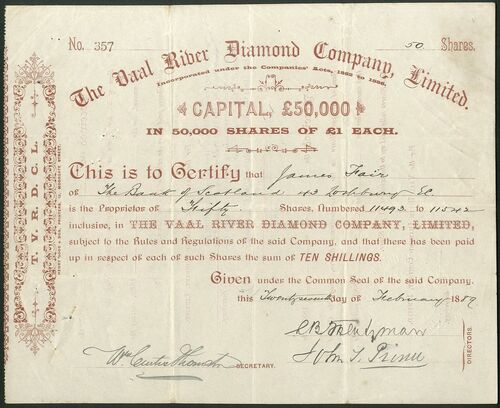 No. 357
50 Shares.
The Vaal River Diamond Company, Limited.
Incorporated under the Companies' Acts, 1862 to 1886.
CAPITAL, £50,000
IN 50,000 SHARES OF £1 EACH.
This is to Certify that James Fair
of The Bank of Scotland 43 EC
is the Proprietor of Fifty Shares, Numbered 11493 to 11542
inclusive, in THE VAAL RIVER DIAMOND COMPANY, LIMITED,
subject to the Rules and Regulations of the said Company, and that there has been paid
up in respect of each of such Shares the sum of TEN SHILLINGS.
Given under the Common Seal of the said Company.
this day of February 1889
John T. Prince
DIRECTORS.
SECRETARY.
T. V. R. D. C. L.